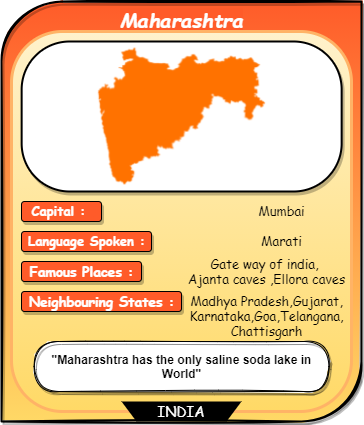 Maharashtra
Capital : Mumbai
Language Spoken : Marati
Famous Places : Gate way of india,
Ajanta caves ,Ellora caves
Neighbouring States : Madhya Pradesh,Gujarat,
Karnataka,Goa,Telangana,
Chattisgarh
"Maharashtra has the only saline soda lake in
World"
INDIA